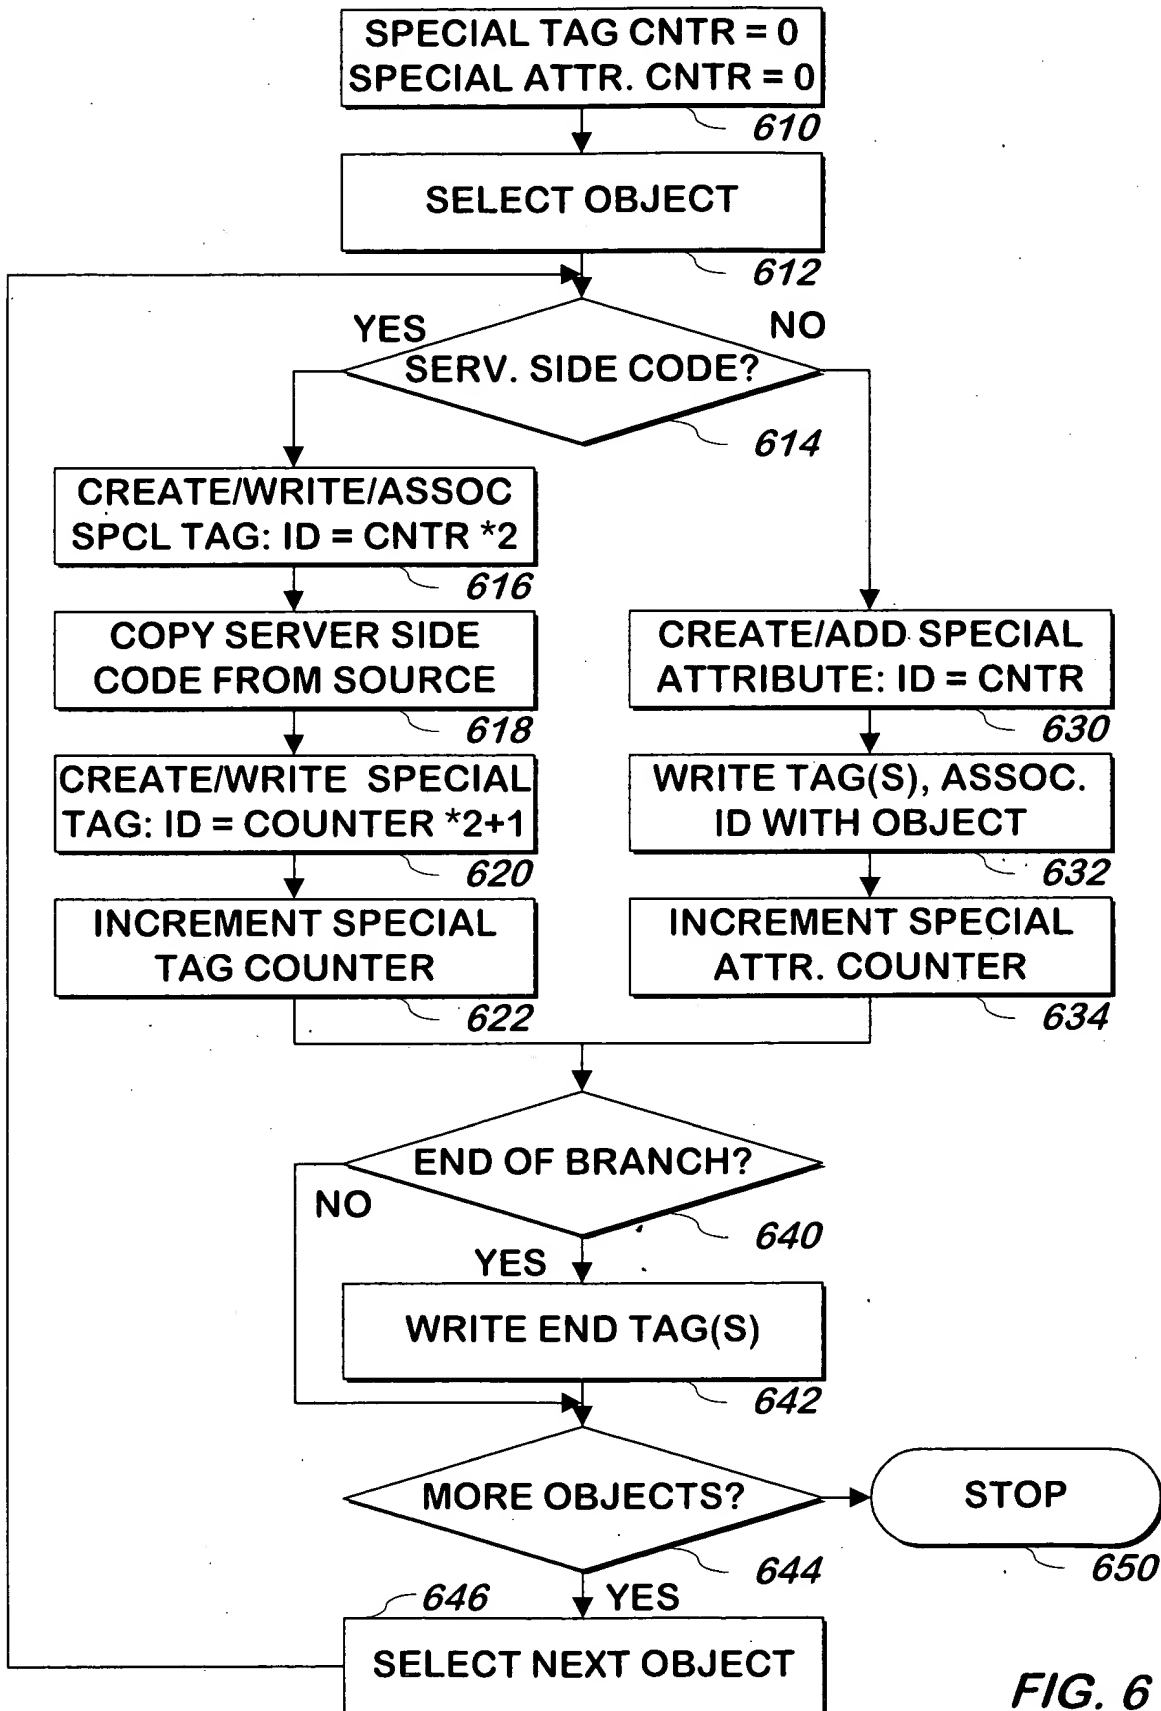 SPECIAL TAG CNTR = 0
SPECIAL ATTR. CNTR = 0
610
SELECT OBJECT
612
YES
NO
SERV. SIDE CODE?
614
CREATE/WRITE/ASSOC
SPCL TAG: ID = CNTR *2
616
COPY SERVER SIDE
CODE FROM SOURCE
618
CREATE/WRITE SPECIAL
TAG: ID = COUNTER *2+1
620
INCREMENT SPECIAL
TAG COUNTER
622
CREATE/ADD SPECIAL
ATTRIBUTE: ID = CNTR
630
WRITE TAG(S), ASSOC.
ID WITH OBJECT
632
INCREMENT SPECIAL
ATTR. COUNTER
634
END OF BRANCH?
NO
640
YES
WRITE END TAG(S)
642
MORE OBJECTS?
STOP
644
650
646
YES
SELECT NEXT OBJECT
FIG. 6